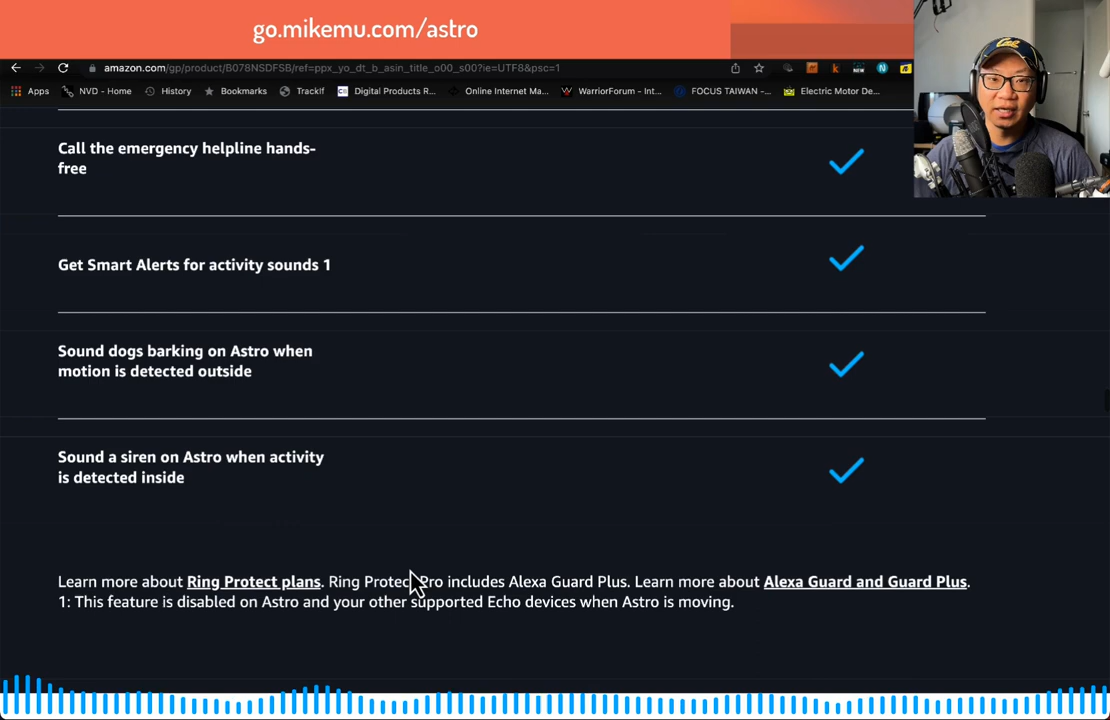 go.mikemu.com/astro
amazon.com/gp/product/B078NSDFSB/ref=ppx_yo_dt_b_asin_title_o00_s00?ie=UTF8&psc=1
Apps NVD - Home History Bookmarks TrackIf Digital Products R... Online Internet Ma... WarriorForum - Int... FOCUS TAIWAN -... Electric Motor De...
Cal
Call the emergency helpline hands-
free
Get Smart Alerts for activity sounds 1
Sound dogs barking on Astro when
motion is detected outside
Sound a siren on Astro when activity
is detected inside
Learn more about Ring Protect plans. Ring Protect Pro includes Alexa Guard Plus. Learn more about Alexa Guard and Guard Plus.
1: This feature is disabled on Astro and your other supported Echo devices when Astro is moving.